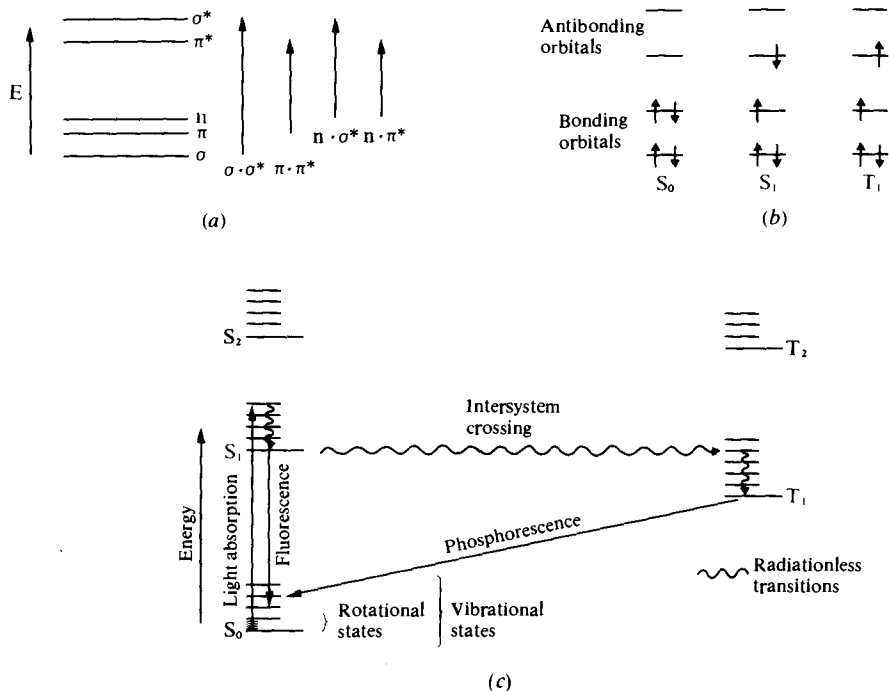 σ*
π*
E
n
π
σ
σ · σ*
π · π*
n · σ*
n · π*
(a)
Antibonding
orbitals
Bonding
orbitals
S₀
S₁
T₁
(b)
S₂
T₂
Intersystem
crossing
S₁
T₁
Energy
Light absorption
Fluorescence
Phosphorescence
Radiationless
transitions
S₀
} Rotational
states
} Vibrational
states
(c)